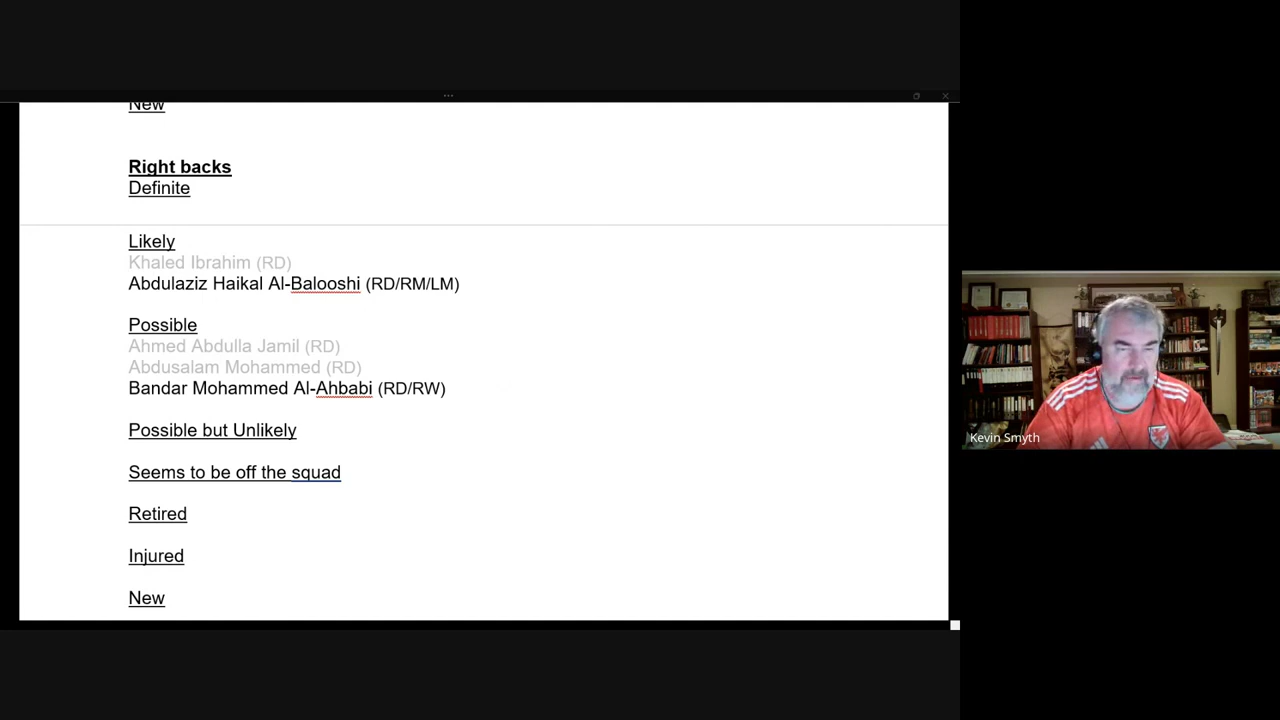 New
Right backs
Definite
Likely
Khaled Ibrahim (RD)
Abdulaziz Haikal Al-Balooshi (RD/RM/LM)
Possible
Ahmed Abdulla Jamil (RD)
Abdusalam Mohammed (RD)
Bandar Mohammed Al-Ahbabi (RD/RW)
Possible but Unlikely
Seems to be off the squad
Retired
Injured
New
Kevin Smyth